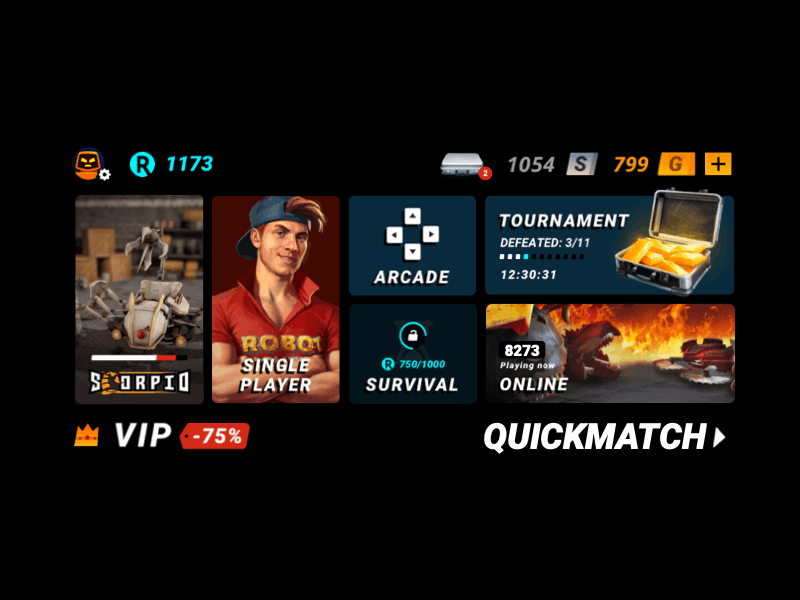 R 1173
2 1054 S 799 G +
SCORPIO
ROBOT
SINGLE
PLAYER
ARCADE
R 750/1000
SURVIVAL
TOURNAMENT
DEFEATED: 3/11
12:30:31
8273
Playing now
ONLINE
VIP -75%
QUICKMATCH